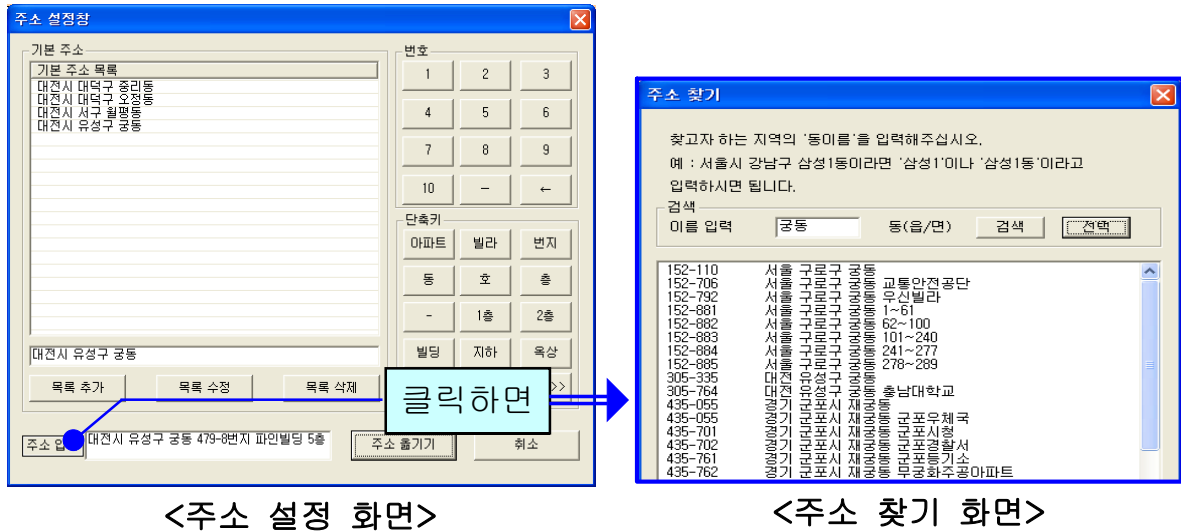 주소 설정창
기본 주소
기본 주소 목록
대전시 대덕구 중리동
대전시 대덕구 오정동
대전시 서구 월평동
대전시 유성구 궁동
대전시 유성구 궁동
목록 추가
목록 수정
목록 삭제
번호
1 2 3
4 5 6
7 8 9
10 - ←
단축키
아파트 빌라 번지
동 호 층
- 1층 2층
빌딩 지하 옥상
>>
주소 입
대전시 유성구 궁동 479-8번지 파인빌딩 5층
주소 옮기기
취소
클릭하면
<주소 설정 화면>
주소 찾기
찾고자 하는 지역의 '동이름'을 입력해주십시오.
예 : 서울시 강남구 삼성1동이라면 '삼성1'이나 '삼성1동'이라고
입력하시면 됩니다.
검색
이름 입력 궁동 동(읍/면) 검색 선택
152-110 서울 구로구 궁동
152-706 서울 구로구 궁동 교통안전공단
152-792 서울 구로구 궁동 우신빌라
152-881 서울 구로구 궁동 1~61
152-882 서울 구로구 궁동 62~100
152-883 서울 구로구 궁동 101~240
152-884 서울 구로구 궁동 241~277
152-885 서울 구로구 궁동 278~289
305-335 대전 유성구 궁동
305-764 대전 유성구 궁동 충남대학교
435-055 경기 군포시 재궁동
435-055 경기 군포시 재궁동 군포우체국
435-701 경기 군포시 재궁동 군포시청
435-702 경기 군포시 재궁동 군포경찰서
435-761 경기 군포시 재궁동 군포등기소
435-762 경기 군포시 재궁동 무궁화주공아파트
<주소 찾기 화면>